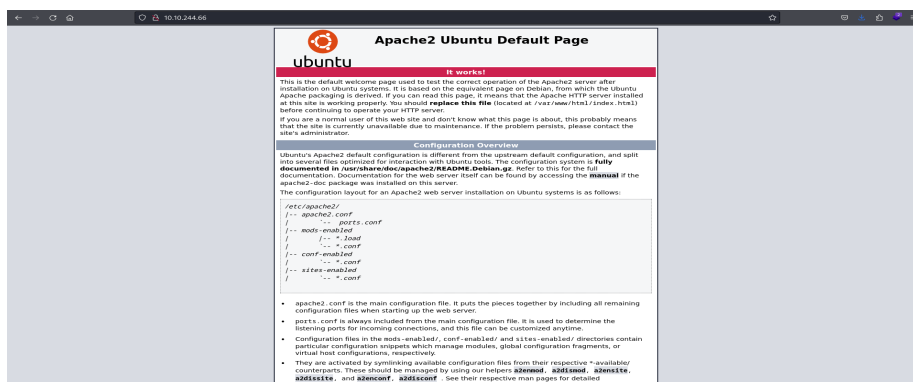 10.10.244.66
ubuntu
Apache2 Ubuntu Default Page
It works!
This is the default welcome page used to test the correct operation of the Apache2 server after
installation on Ubuntu systems. It is based on the equivalent page on Debian, from which the Ubuntu
Apache packaging is derived. If you can read this page, it means that the Apache HTTP server installed
at this site is working properly. You should replace this file (located at /var/www/html/index.html)
before continuing to operate your HTTP server.
If you are a normal user of this web site and don't know what this page is about, this probably means
that the site is currently unavailable due to maintenance. If the problem persists, please contact the
site's administrator.
Configuration Overview
Ubuntu's Apache2 default configuration is different from the upstream default configuration, and split
into several files optimized for interaction with Ubuntu tools. The configuration system is fully
documented in /usr/share/doc/apache2/README.Debian.gz. Refer to this for the full
documentation. Documentation for the web server itself can be found by accessing the manual if the
apache2-doc package was installed on this server.
The configuration layout for an Apache2 web server installation on Ubuntu systems is as follows:
/etc/apache2/
|-- apache2.conf
|       `--  ports.conf
|-- mods-enabled
|       |-- *.load
|       `-- *.conf
|-- conf-enabled
|       `-- *.conf
|-- sites-enabled
|       `-- *.conf
• apache2.conf is the main configuration file. It puts the pieces together by including all remaining
configuration files when starting up the web server.
• ports.conf is always included from the main configuration file. It is used to determine the
listening ports for incoming connections, and this file can be customized anytime.
• Configuration files in the mods-enabled/, conf-enabled/ and sites-enabled/ directories contain
particular configuration snippets which manage modules, global configuration fragments, or
virtual host configurations, respectively.
• They are activated by symlinking available configuration files from their respective *-available/
counterparts. These should be managed by using our helpers a2enmod, a2dismod, a2ensite,
a2dissite, and a2enconf, a2disconf . See their respective man pages for detailed